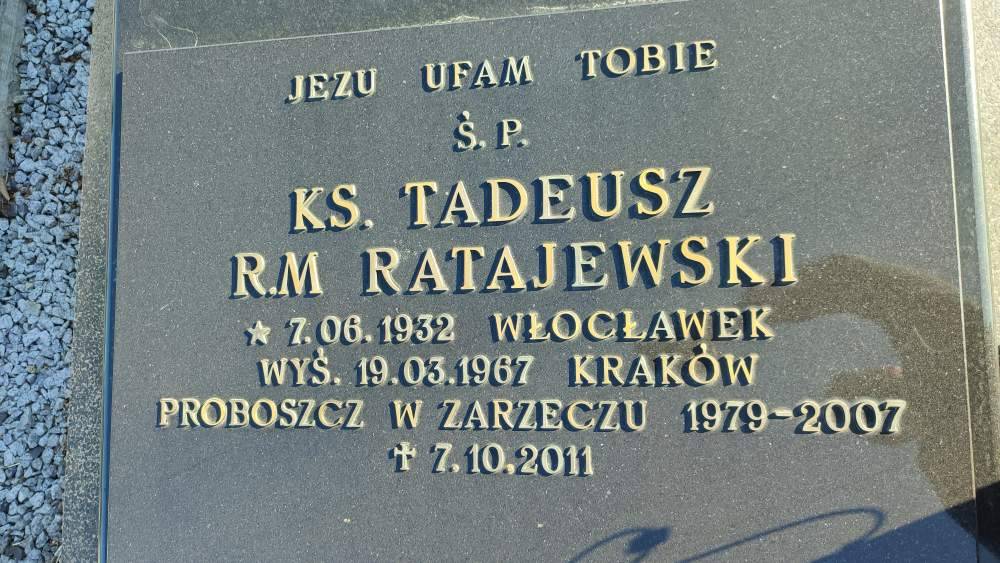 JEZU UFAM TOBIE
Ś. P.
KS. TADEUSZ
R.M RATAJEWSKI
★ 7.06.1932 WŁOCŁAWEK
WYŚ. 19.03.1967 KRAKÓW
PROBOSZCZ W ZARZECZU 1979-2007
✝ 7.10.2011